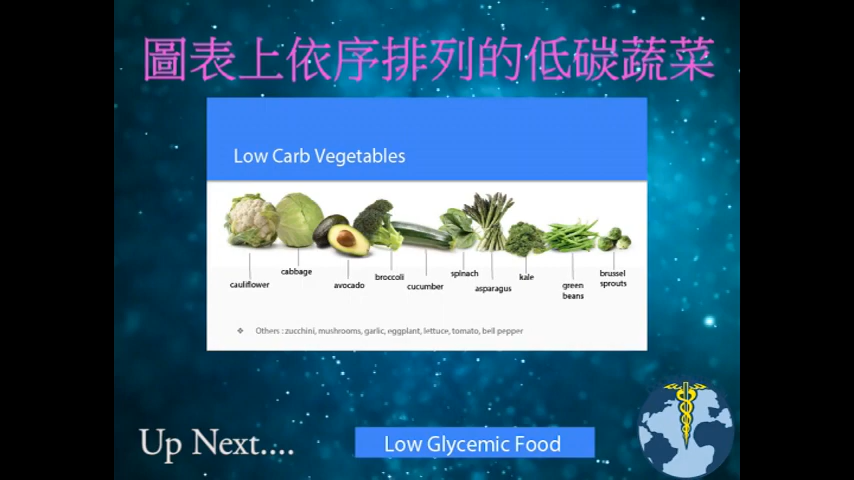 圖表上依序排列的低碳蔬菜
Low Carb Vegetables
cauliflower
cabbage
avocado
broccoli
cucumber
spinach
asparagus
kale
green
beans
brussel
sprouts
❖ Others : zucchini, mushrooms, garlic, eggplant, lettuce, tomato, bell pepper
Up Next....
Low Glycemic Food